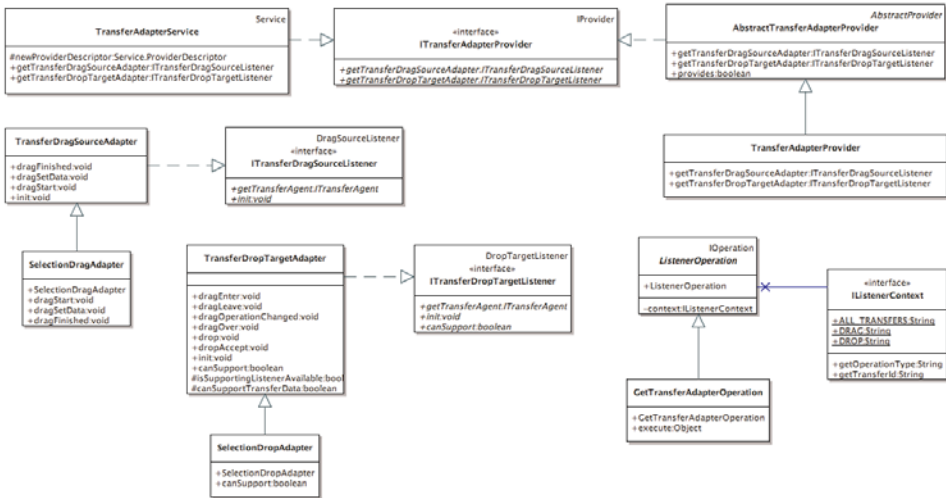 Service
TransferAdapterService
#newProviderDescriptor:Service.ProviderDescriptor
+getTransferDragSourceAdapter:ITransferDragSourceListener
+getTransferDropTargetAdapter:ITransferDropTargetListener
IProvider
«interface»
ITransferAdapterProvider
+getTransferDragSourceAdapter:ITransferDragSourceListener
+getTransferDropTargetAdapter:ITransferDropTargetListener
AbstractProvider
AbstractTransferAdapterProvider
+getTransferDragSourceAdapter:ITransferDragSourceListener
+getTransferDropTargetAdapter:ITransferDropTargetListener
+provides:boolean
TransferAdapterProvider
+getTransferDragSourceAdapter:ITransferDragSourceListener
+getTransferDropTargetAdapter:ITransferDropTargetListener
TransferDragSourceAdapter
+dragFinished:void
+dragSetData:void
+dragStart:void
+init:void
DragSourceListener
«interface»
ITransferDragSourceListener
+getTransferAgent:ITransferAgent
+init:void
SelectionDragAdapter
+SelectionDragAdapter
+dragStart:void
+dragSetData:void
+dragFinished:void
TransferDropTargetAdapter
+dragEnter:void
+dragLeave:void
+dragOperationChanged:void
+dragOver:void
+drop:void
+dropAccept:void
+init:void
+canSupport:boolean
#isSupportingListenerAvailable:bool
#canSupportTransferData:boolean
DropTargetListener
«interface»
ITransferDropTargetListener
+getTransferAgent:ITransferAgent
+init:void
+canSupport:boolean
SelectionDropAdapter
+SelectionDropAdapter
+canSupport:boolean
IOperation
ListenerOperation
+ListenerOperation
-context:IListenerContext
«interface»
IListenerContext
+ALL_TRANSFERS:String
+DRAG:String
+DROP:String
+getOperationType:String
+getTransferId:String
GetTransferAdapterOperation
+GetTransferAdapterOperation
+execute:Object